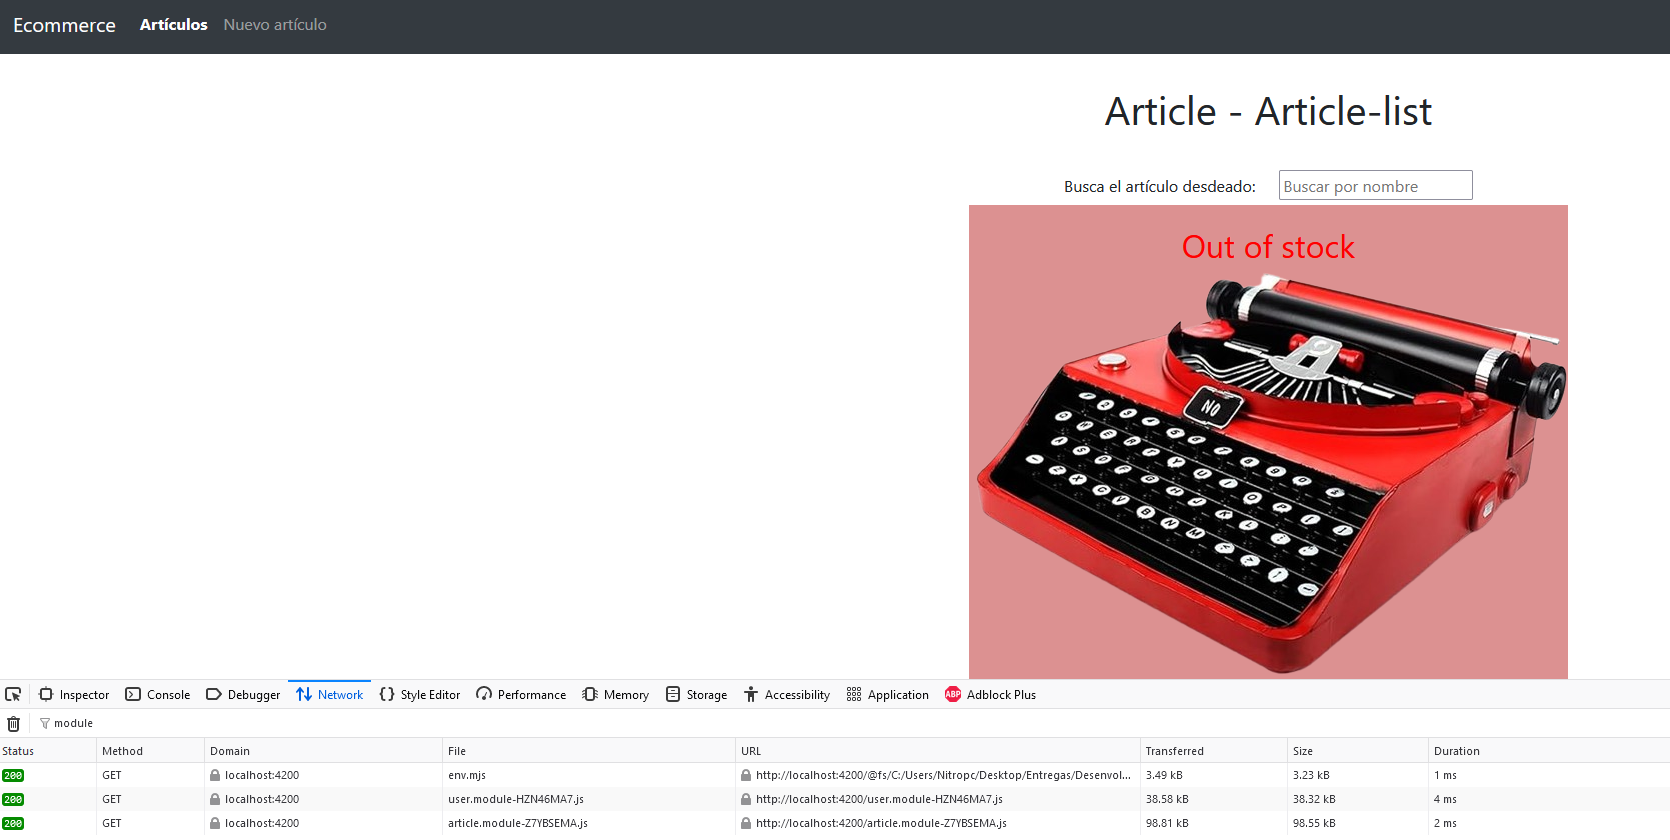 Ecommerce Artículos Nuevo artículo
Article - Article-list
Busca el artículo desdeado: Buscar por nombre
Out of stock
NO
Inspector Console Debugger Network Style Editor Performance Memory Storage Accessibility Application ABP Adblock Plus
module
Status Method Domain File URL Transferred Size Duration
200 GET localhost:4200 env.mjs http://localhost:4200/@fs/C:/Users/Nitropc/Desktop/Entregas/Desenvol... 3.49 kB 3.23 kB 1 ms
200 GET localhost:4200 user.module-HZN46MA7.js http://localhost:4200/user.module-HZN46MA7.js 38.58 kB 38.32 kB 4 ms
200 GET localhost:4200 article.module-Z7YBSEMA.js http://localhost:4200/article.module-Z7YBSEMA.js 98.81 kB 98.55 kB 2 ms